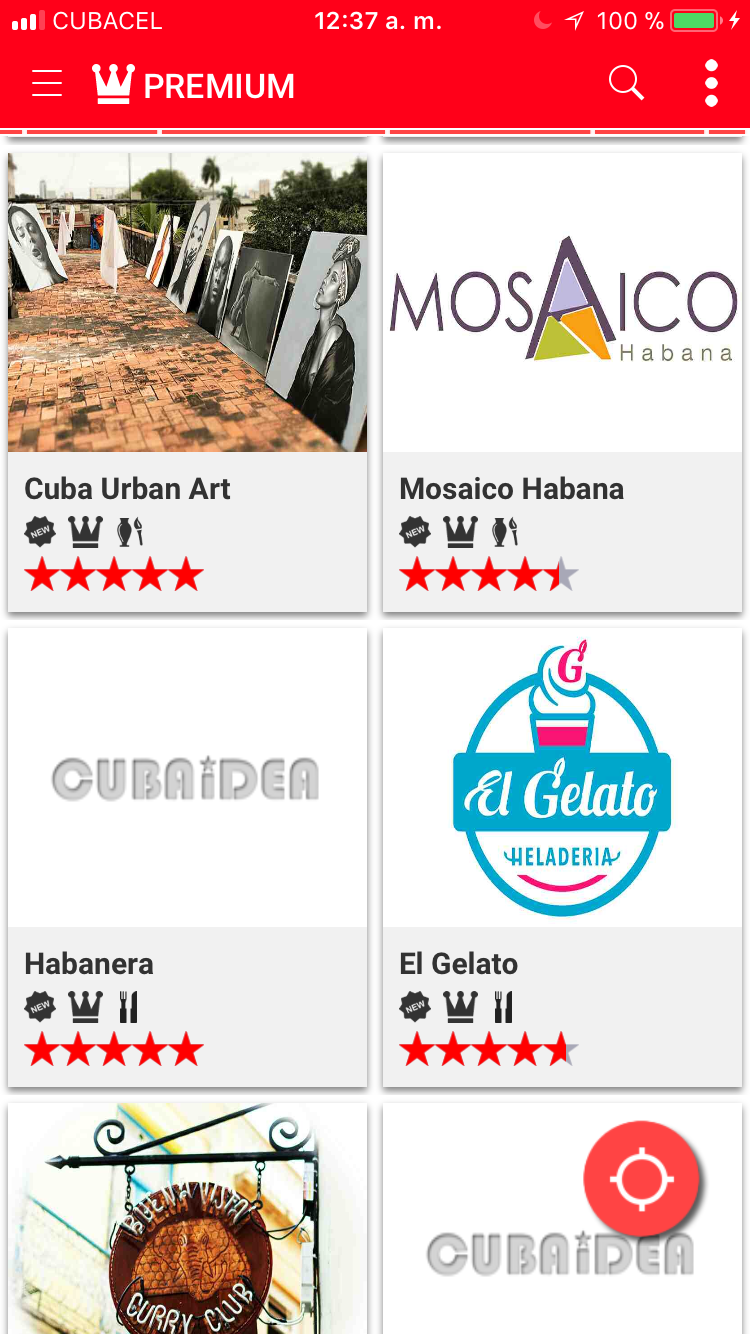 CUBACEL 12:37 a. m. 100 %
PREMIUM
MOSAICO
Habana
Cuba Urban Art
NEW
Mosaico Habana
NEW
CUBAIDEA
G
El Gelato
HELADERIA
Habanera
NEW
El Gelato
NEW
BUENA VISTA
CURRY CLUB
CUBAIDEA